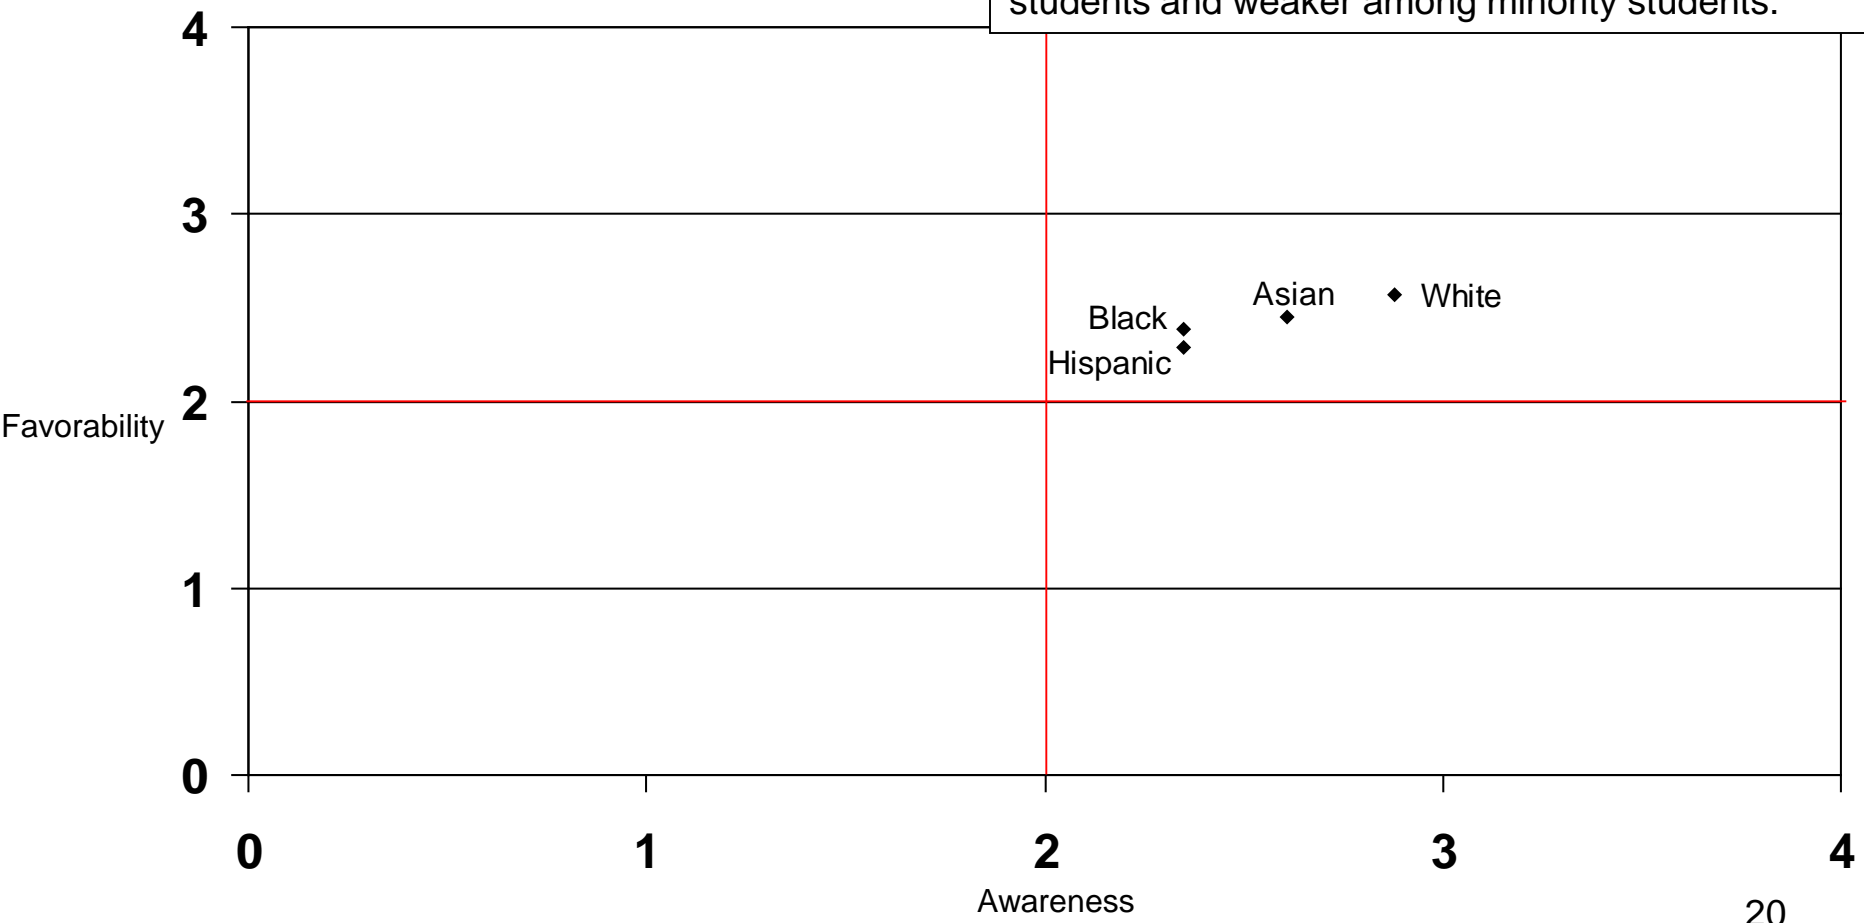 students and weaker among minority students.
4
3
Asian
White
Black
Hispanic
2
Favorability
1
0
0 1 2 3 4
Awareness
20